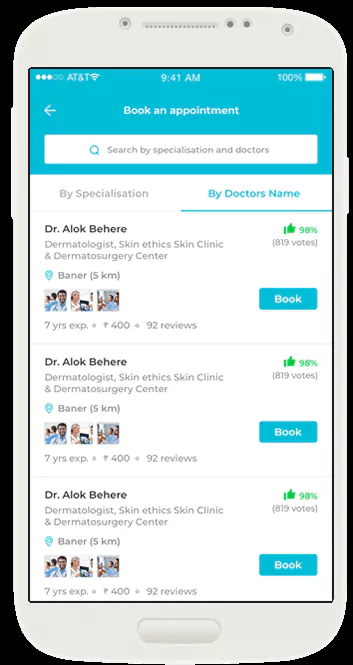 AT&T 9:41 AM 100%
Book an appointment
Search by specialisation and doctors
By Specialisation By Doctors Name
Dr. Alok Behere 98%
Dermatologist, Skin ethics Skin Clinic (819 votes)
& Dermatosurgery Center
Baner (5 km)
Book
7 yrs exp. ₹ 400 92 reviews
Dr. Alok Behere 98%
Dermatologist, Skin ethics Skin Clinic (819 votes)
& Dermatosurgery Center
Baner (5 km)
Book
7 yrs exp. ₹ 400 92 reviews
Dr. Alok Behere 98%
Dermatologist, Skin ethics Skin Clinic (819 votes)
& Dermatosurgery Center
Baner (5 km)
Book
7 yrs exp. ₹ 400 92 reviews